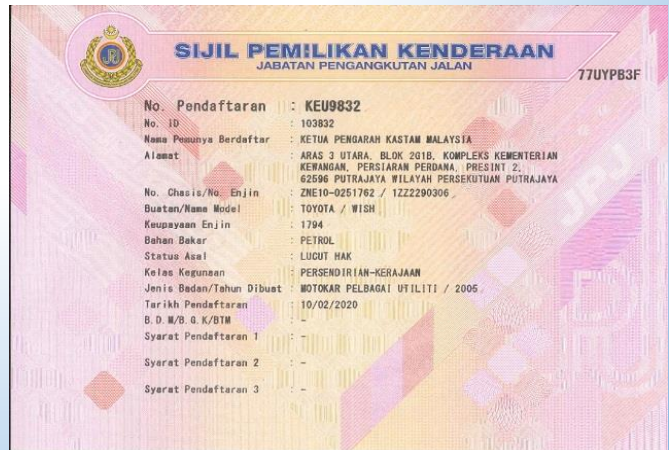 SIJIL PEMILIKAN KENDERAAN
JABATAN PENGANGKUTAN JALAN
77UYPB3F
No. Pendaftaran : KEU9832
No. ID : 103832
Nama Pemunya Berdaftar : KETUA PENGARAH KASTAM MALAYSIA
Alamat : ARAS 3 UTARA, BLOK 2G1B, KOMPLEKS KEMENTERIAN
KEWANGAN, PERSIARAN PERDANA, PRESINT 2,
62596 PUTRAJAYA WILAYAH PERSEKUTUAN PUTRAJAYA
No. Chasis/No. Enjin : ZNE10-0251762 / 1ZZ2290306
Buatan/Nama Model : TOYOTA / WISH
Keupayaan Enjin : 1794
Bahan Bakar : PETROL
Status Asal : LUCUT HAK
Kelas Kegunaan : PERSENDIRIAN-KERAJAAN
Jenis Badan/Tahun Dibuat : MOTOKAR PELBAGAI UTILITI / 2005
Tarikh Pendaftaran : 10/02/2020
B.D.M/B.G.K/BTM : -
Syarat Pendaftaran 1 : -
Syarat Pendaftaran 2 : -
Syarat Pendaftaran 3 : -
JPJ